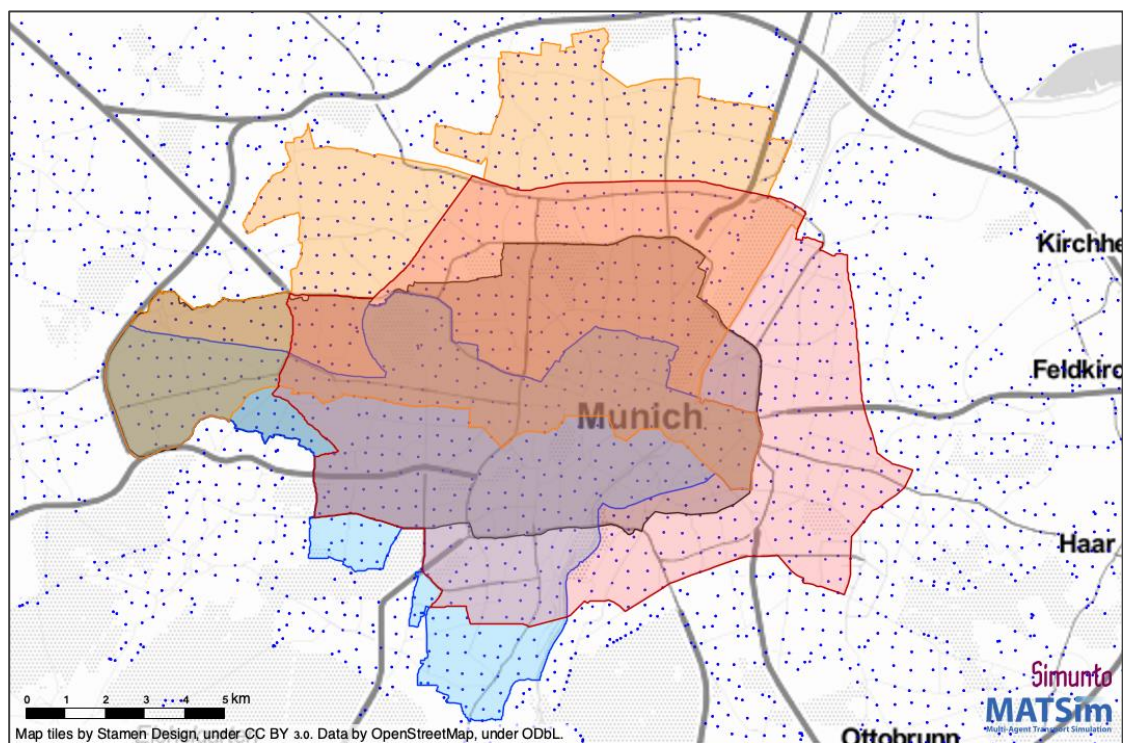 Kirchhe
Feldkirc
Munich
Haar
Simunto
0 1 2 3 4 5 km
MATSim
Multi-Agent Transport Simulation
Map tiles by Stamen Design, under CC BY 3.0. Data by OpenStreetMap, under ODbL.
Ottobrunn